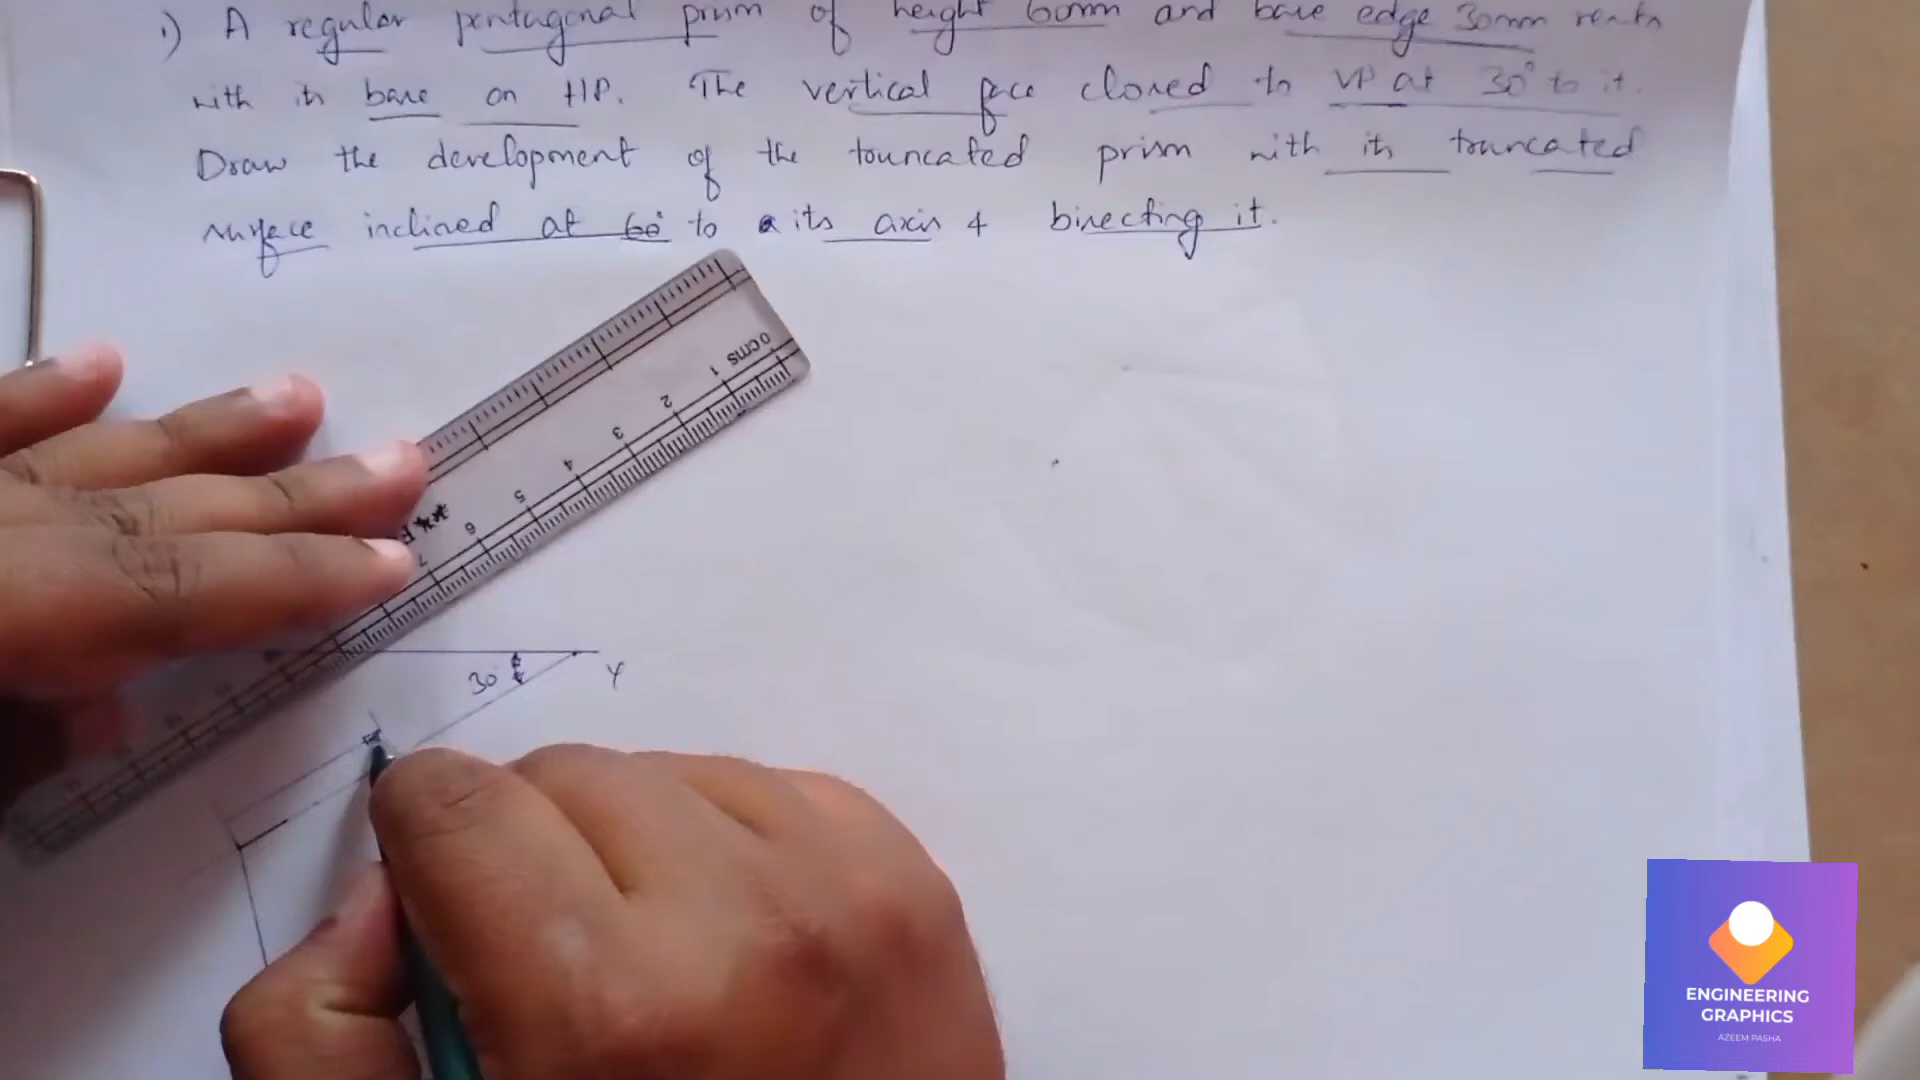 1) A regular pentagonal prism of height 60mm and base edge 30mm rests
with its base on HP. The vertical face closed to VP at 30° to it.
Draw the development of the truncated prism with its truncated
surface inclined at 60° to its axis & bisecting it.
0 cms 1 2 3 4 5 6 7
30°
Y
ENGINEERING
GRAPHICS
AZEEM PASHA